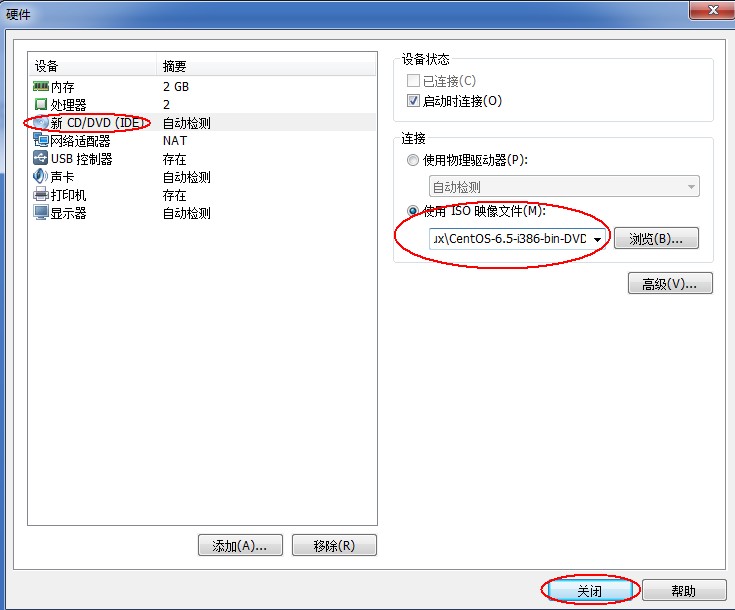 硬件
设备 摘要
内存 2 GB
处理器 2
新 CD/DVD (IDE) 自动检测
网络适配器 NAT
USB 控制器 存在
声卡 自动检测
打印机 存在
显示器 自动检测
添加(A)... 移除(R)
设备状态
已连接(C)
启动时连接(O)
连接
使用物理驱动器(P):
自动检测
使用 ISO 映像文件(M):
ux\CentOS-6.5-i386-bin-DVD 浏览(B)...
高级(V)...
关闭 帮助